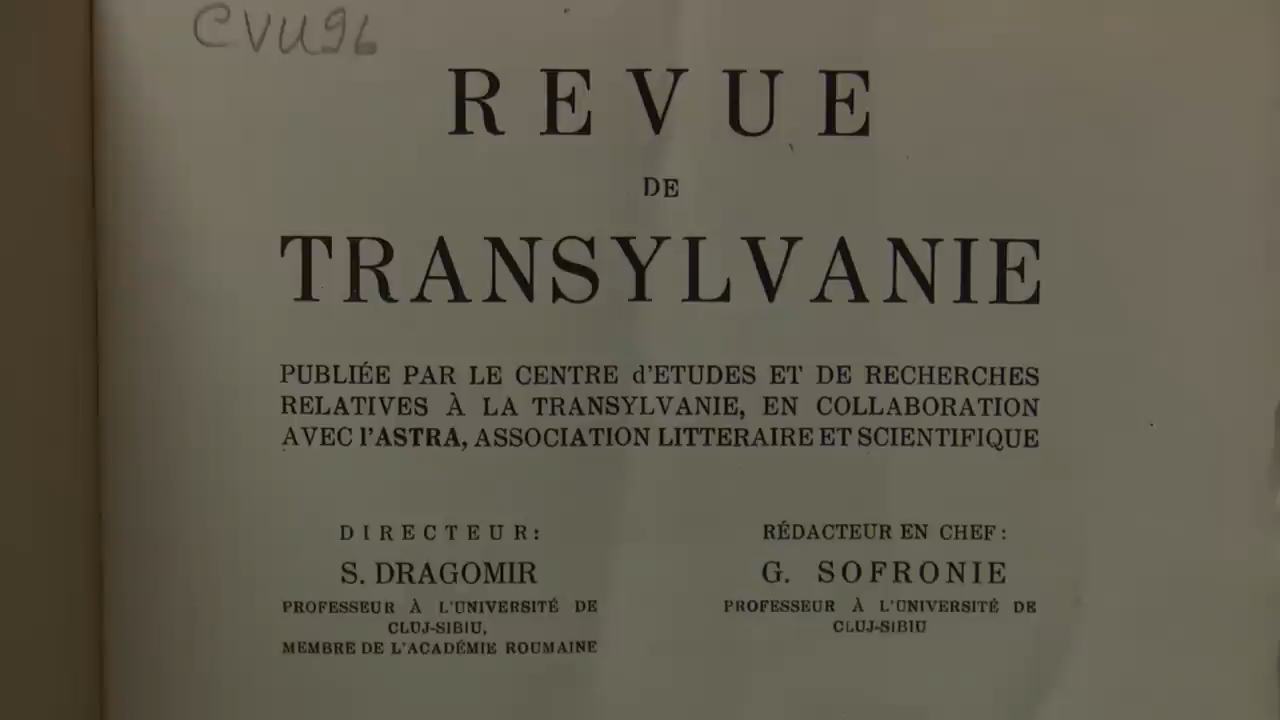 CVU96
REVUE
DE
TRANSYLVANIE
PUBLIÉE PAR LE CENTRE d'ETUDES ET DE RECHERCHES
RELATIVES À LA TRANSYLVANIE, EN COLLABORATION
AVEC l'ASTRA, ASSOCIATION LITTERAIRE ET SCIENTIFIQUE
DIRECTEUR:
S. DRAGOMIR
PROFESSEUR À L'UNIVERSITÉ DE
CLUJ-SIBIU,
MEMBRE DE L'ACADÉMIE ROUMAINE
RÉDACTEUR EN CHEF:
G. SOFRONIE
PROFESSEUR À L'UNIVERSITÉ DE
CLUJ-SIBIU